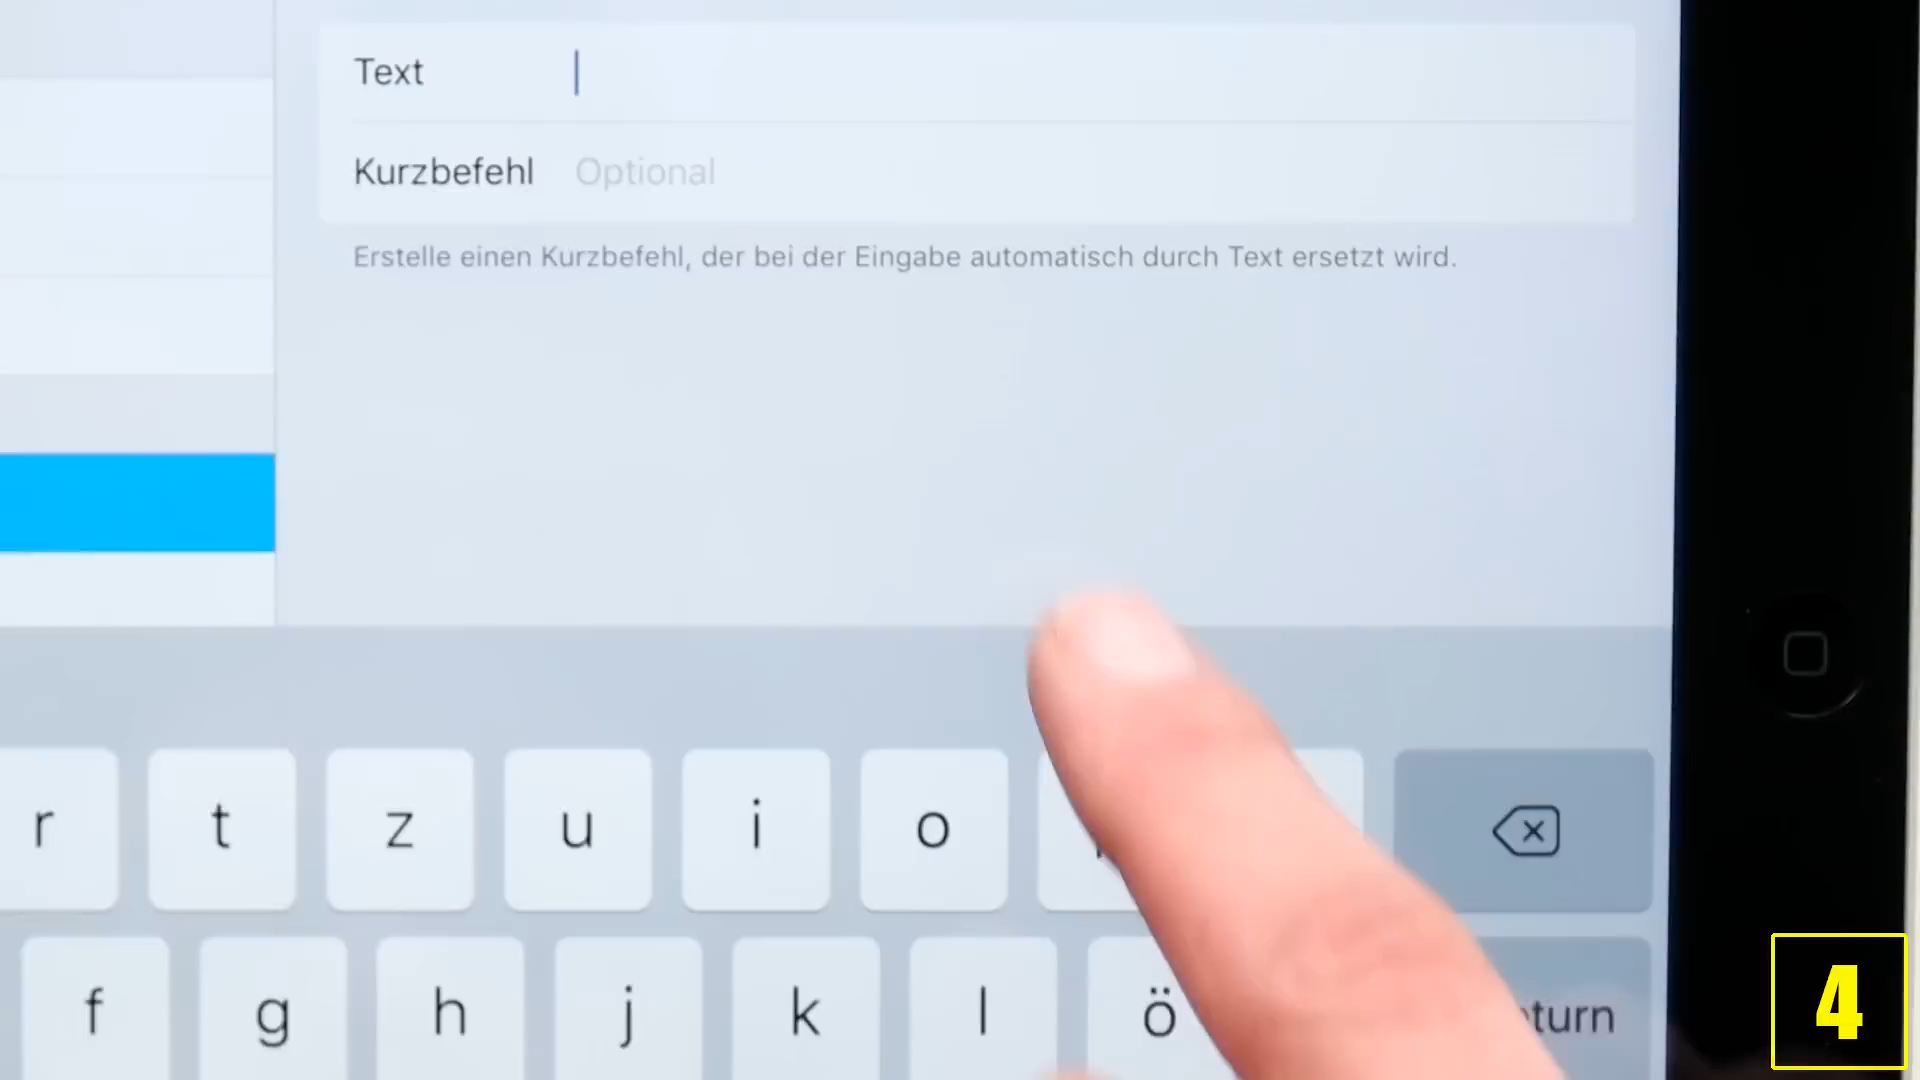 Text
Kurzbefehl Optional
Erstelle einen Kurzbefehl, der bei der Eingabe automatisch durch Text ersetzt wird.
r t z u i o
f g h j k l ö
4